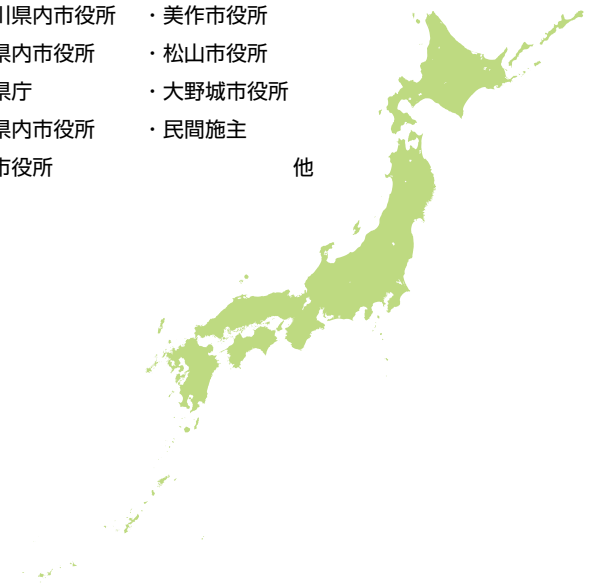 川県内市役所 ・美作市役所
県内市役所 ・松山市役所
県庁 ・大野城市役所
県内市役所 ・民間施主
市役所 他